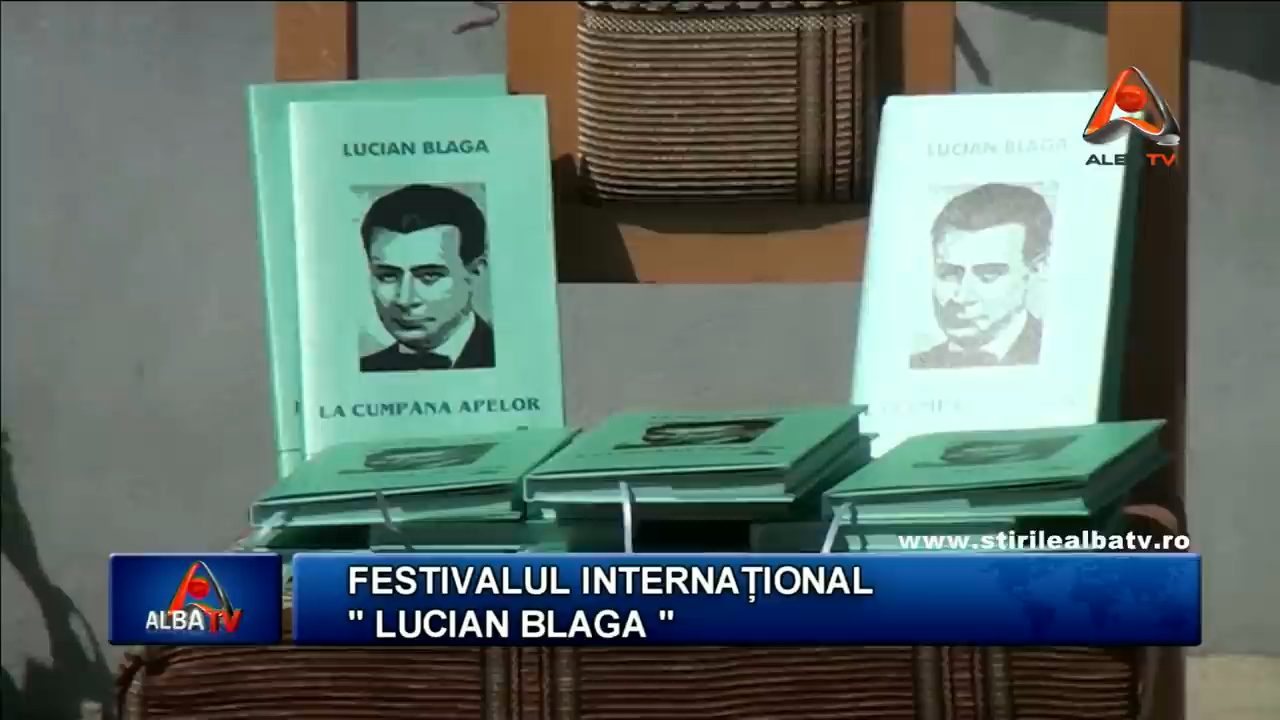 LUCIAN BLAGA
LA CUMPANA APELOR
LUCIAN BLAGA
ALBA TV
www.stirilealbatv.ro
ALBA TV
FESTIVALUL INTERNAȚIONAL
" LUCIAN BLAGA "